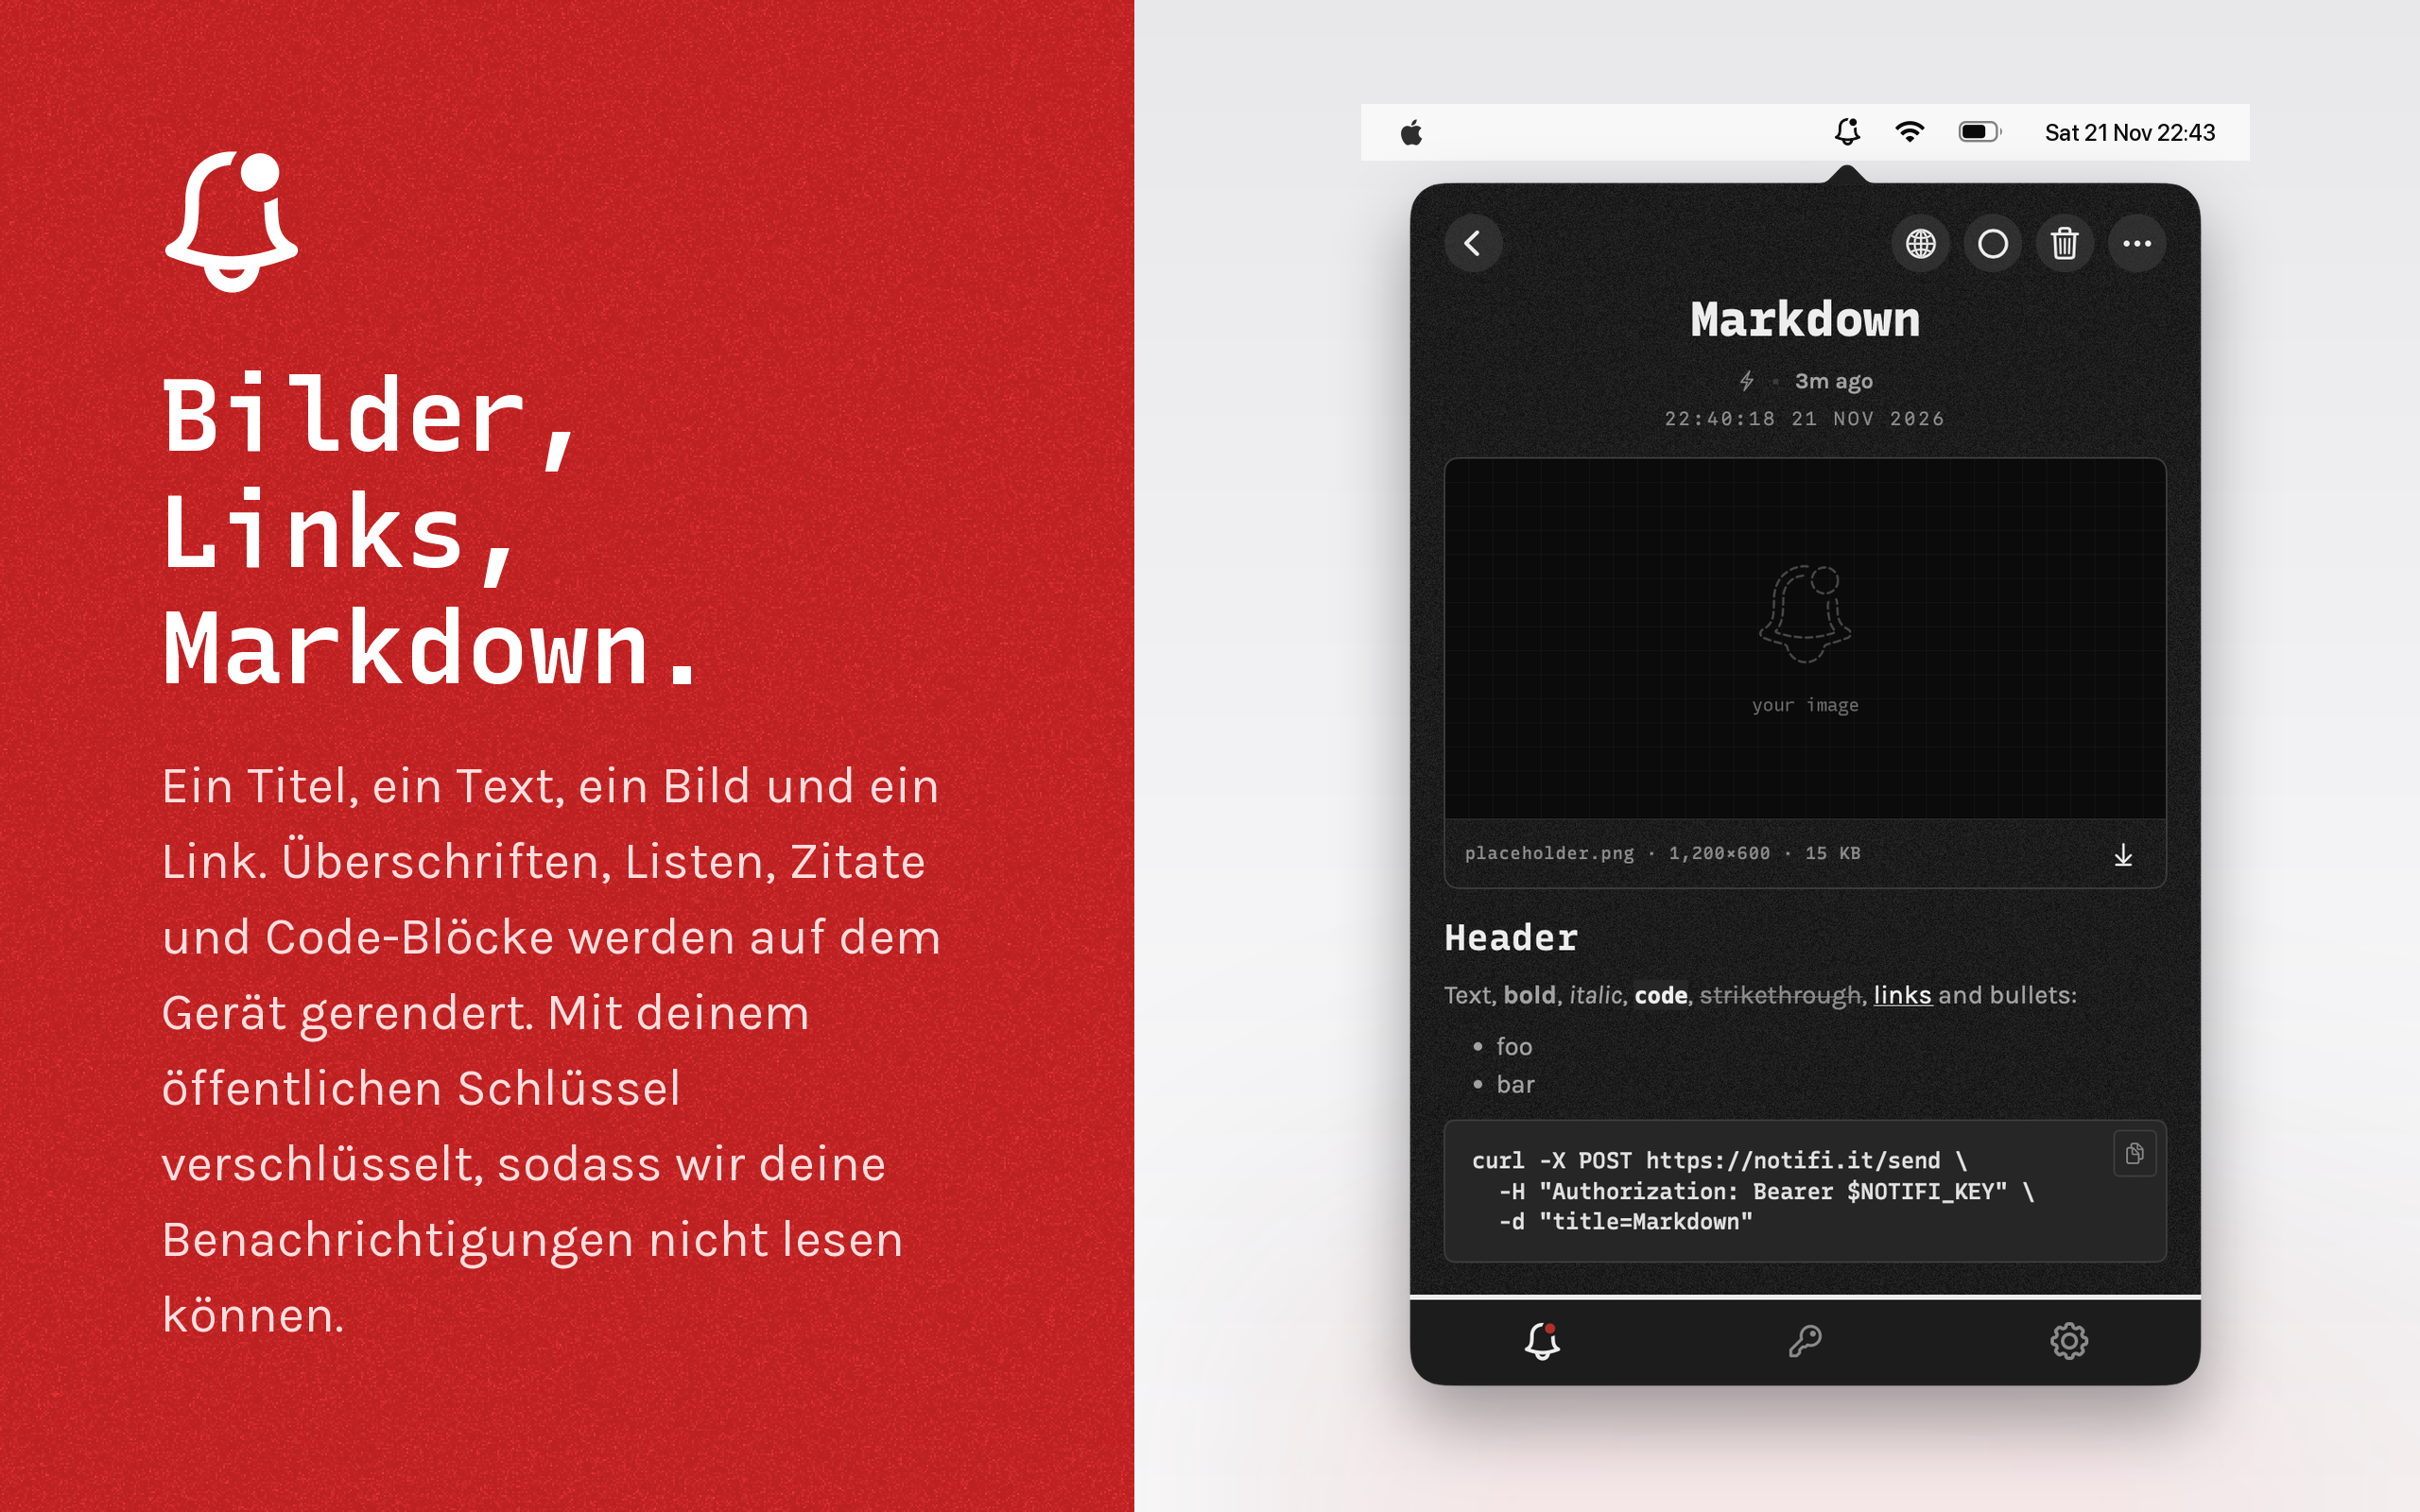 Bilder,
Links,
Markdown.
Ein Titel, ein Text, ein Bild und ein
Link. Überschriften, Listen, Zitate
und Code-Blöcke werden auf dem
Gerät gerendert. Mit deinem
öffentlichen Schlüssel
verschlüsselt, sodass wir deine
Benachrichtigungen nicht lesen
können.
Sat 21 Nov 22:43
Markdown
3m ago
22:40:18 21 NOV 2026
your image
placeholder.png · 1,200×600 · 15 KB
Header
Text, bold, italic, code, strikethrough, links and bullets:
• foo
• bar
curl -X POST https://notifi.it/send \
-H "Authorization: Bearer $NOTIFI_KEY" \
-d "title=Markdown"